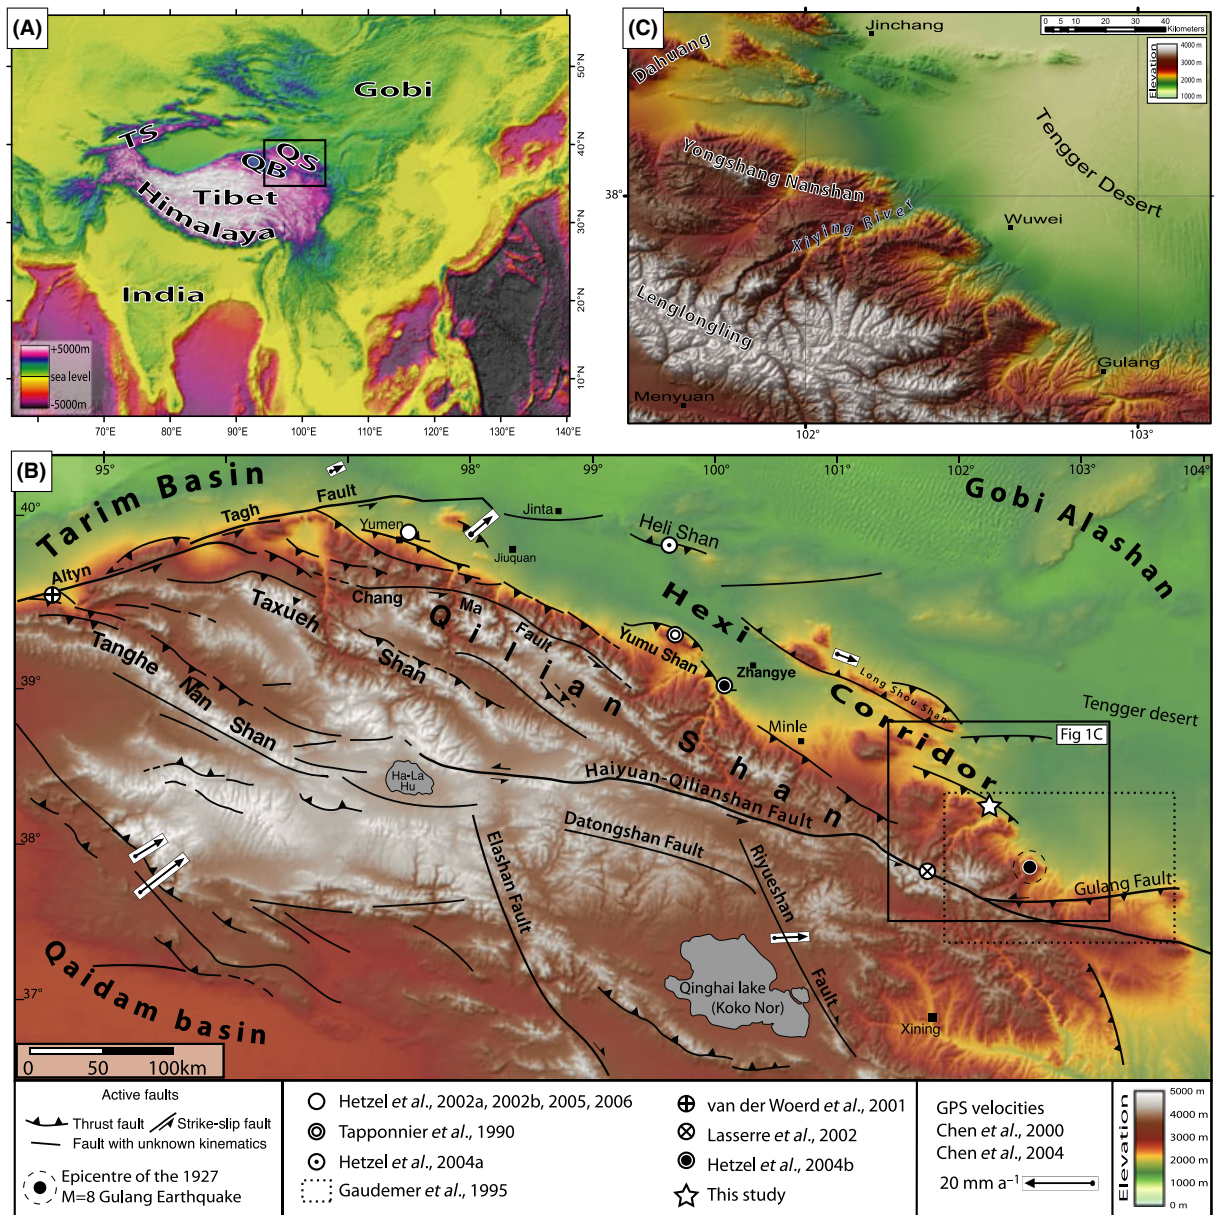 (A)
Gobi
TS
QS
QB
Tibet
Himalaya
India
+5000m
sea level
-5000m
50°N
40°N
30°N
20°N
10°N
70°E
80°E
90°E
100°E
110°E
120°E
130°E
140°E
(C)
Jinchang
0 5 10 20 30 40
Kilometers
Elevation
4000 m
3000 m
2000 m
1000 m
Dahuang
Tengger Desert
Yongshang Nanshan
38°
Xiying River
Wuwei
Lenglongling
Gulang
Menyuan
102°
103°
(B)
95°
97°
98°
99°
100°
101°
102°
103°
104°
40°
39°
38°
37°
Tarim Basin
Gobi Alashan
Altyn Tagh Fault
Yumen
Jinta
Jiuquan
Heli Shan
Hexi Corridor
Chang Ma Fault
Qilian Shan
Taxueh Shan
Tanghe Nan Shan
Yumu Shan
Zhangye
Long Shou Shan
Tengger desert
Minle
Fig 1C
Ha-La
Hu
Haiyuan-Qilianshan Fault
Datongshan Fault
Elashan Fault
Riyueshan Fault
Gulang Fault
Qinghai lake
(Koko Nor)
Xining
Qaidam basin
0 50 100km
Active faults
Thrust fault
Strike-slip fault
Fault with unknown kinematics
Epicentre of the 1927
M=8 Gulang Earthquake
Hetzel et al., 2002a, 2002b, 2005, 2006
Tapponnier et al., 1990
Hetzel et al., 2004a
Gaudemer et al., 1995
van der Woerd et al., 2001
Lasserre et al., 2002
Hetzel et al., 2004b
This study
GPS velocities
Chen et al., 2000
Chen et al., 2004
20 mm a⁻¹
Elevation
5000 m
4000 m
3000 m
2000 m
1000 m
0 m